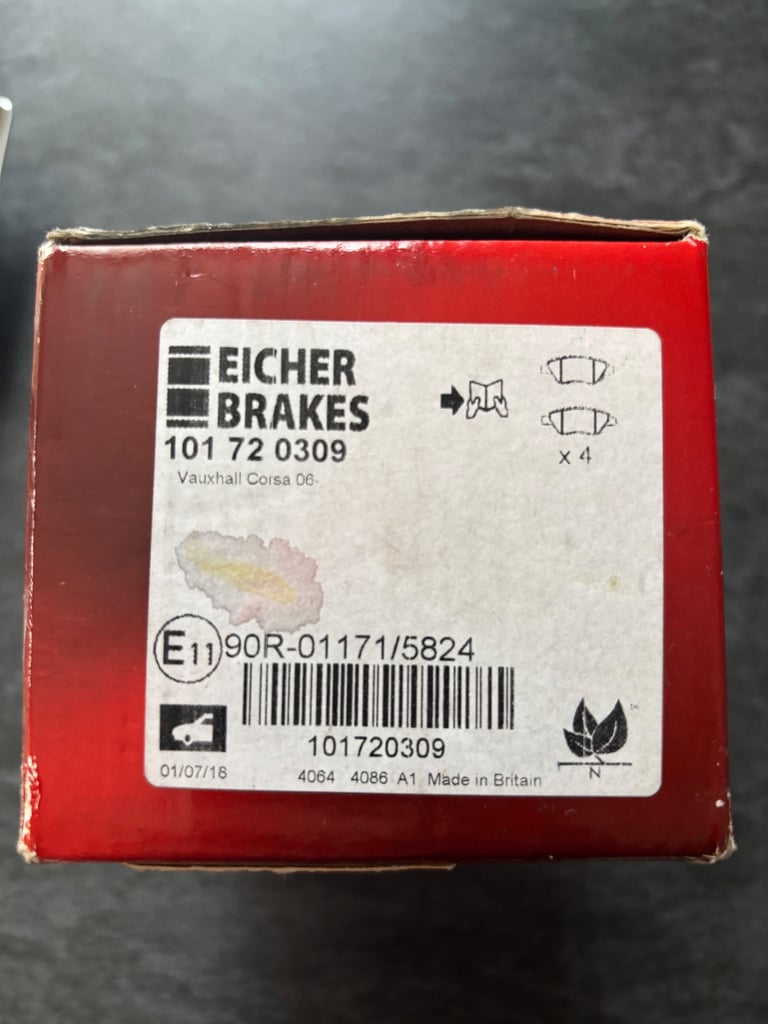 EICHER
BRAKES
101 72 0309
Vauxhall Corsa 06-
x 4
E11 90R-01171/5824
101720309
01/07/18 4064 4086 A1 Made in Britain
N